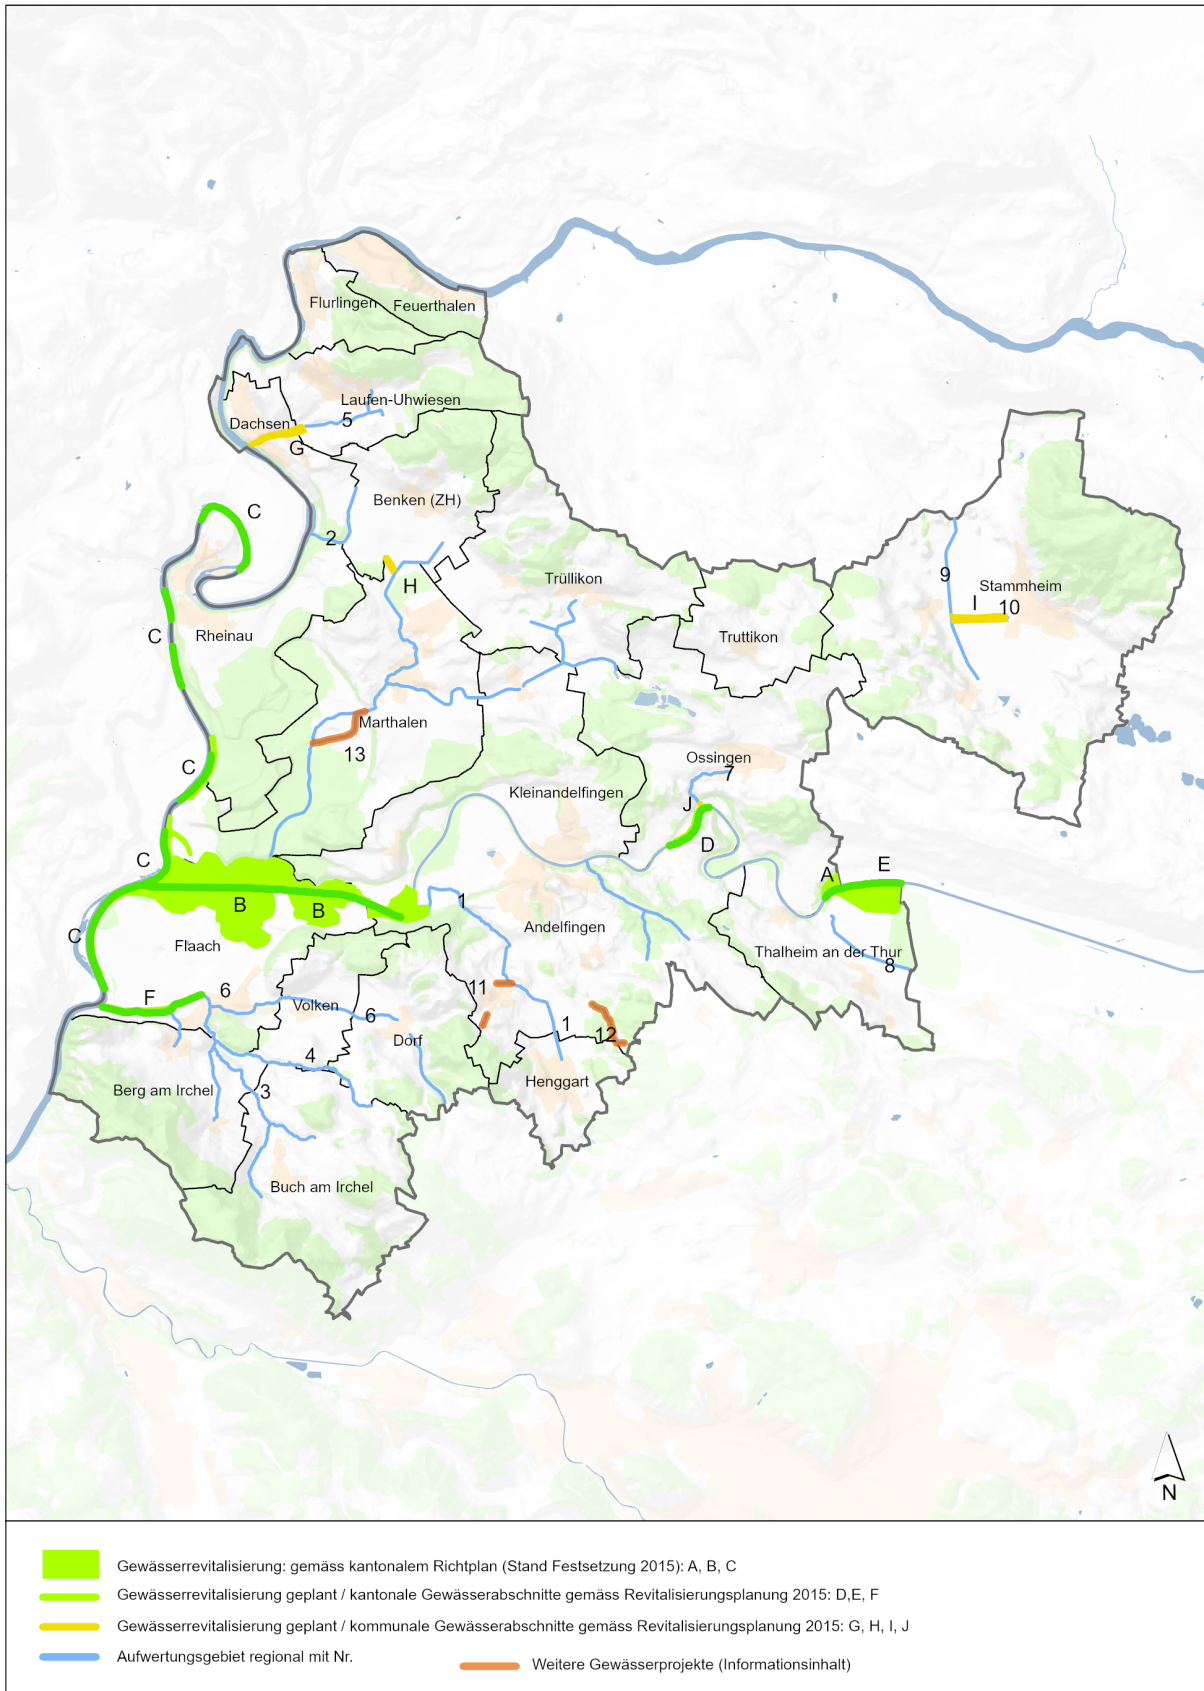 Flurlingen
Feuerthalen
Laufen-Uhwiesen
5
Dachsen
G
Benken (ZH)
C
2
H
Trüllikon
9
Stammheim
I
10
C
Rheinau
Truttikon
Marthalen
13
C
Ossingen
7
Kleinandelfingen
J
D
C
A
E
B
B
1
C
Flaach
Andelfingen
Thalheim an der Thur
8
F
6
11
Volken
6
1
12
Dorf
4
Henggart
Berg am Irchel
3
Buch am Irchel
N
Gewässerrevitalisierung: gemäss kantonalem Richtplan (Stand Festsetzung 2015): A, B, C
Gewässerrevitalisierung geplant / kantonale Gewässerabschnitte gemäss Revitalisierungsplanung 2015: D,E, F
Gewässerrevitalisierung geplant / kommunale Gewässerabschnitte gemäss Revitalisierungsplanung 2015: G, H, I, J
Aufwertungsgebiet regional mit Nr.
Weitere Gewässerprojekte (Informationsinhalt)